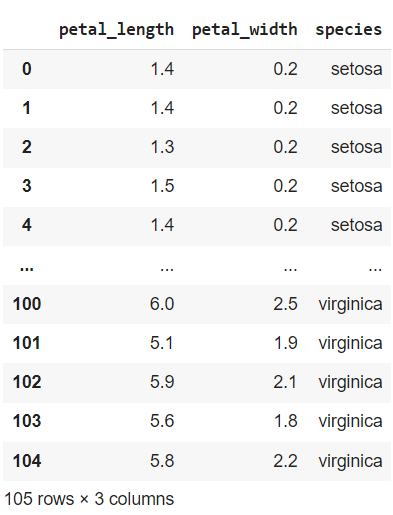 petal_length petal_width species
0 1.4 0.2 setosa
1 1.4 0.2 setosa
2 1.3 0.2 setosa
3 1.5 0.2 setosa
4 1.4 0.2 setosa
... ... ... ...
100 6.0 2.5 virginica
101 5.1 1.9 virginica
102 5.9 2.1 virginica
103 5.6 1.8 virginica
104 5.8 2.2 virginica
105 rows × 3 columns